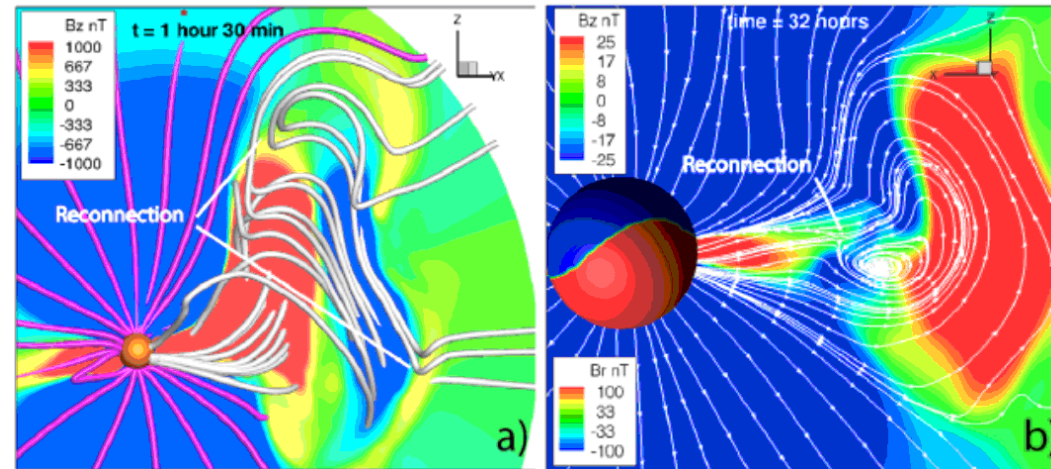 Bz nT
1000
667
333
0
-333
-667
-1000
t = 1 hour 30 min
Z
YX
Reconnection
a)
Bz nT
25
17
8
0
-8
-17
-25
time = 32 hours
Z
X
Reconnection
Br nT
100
33
-33
-100
b)